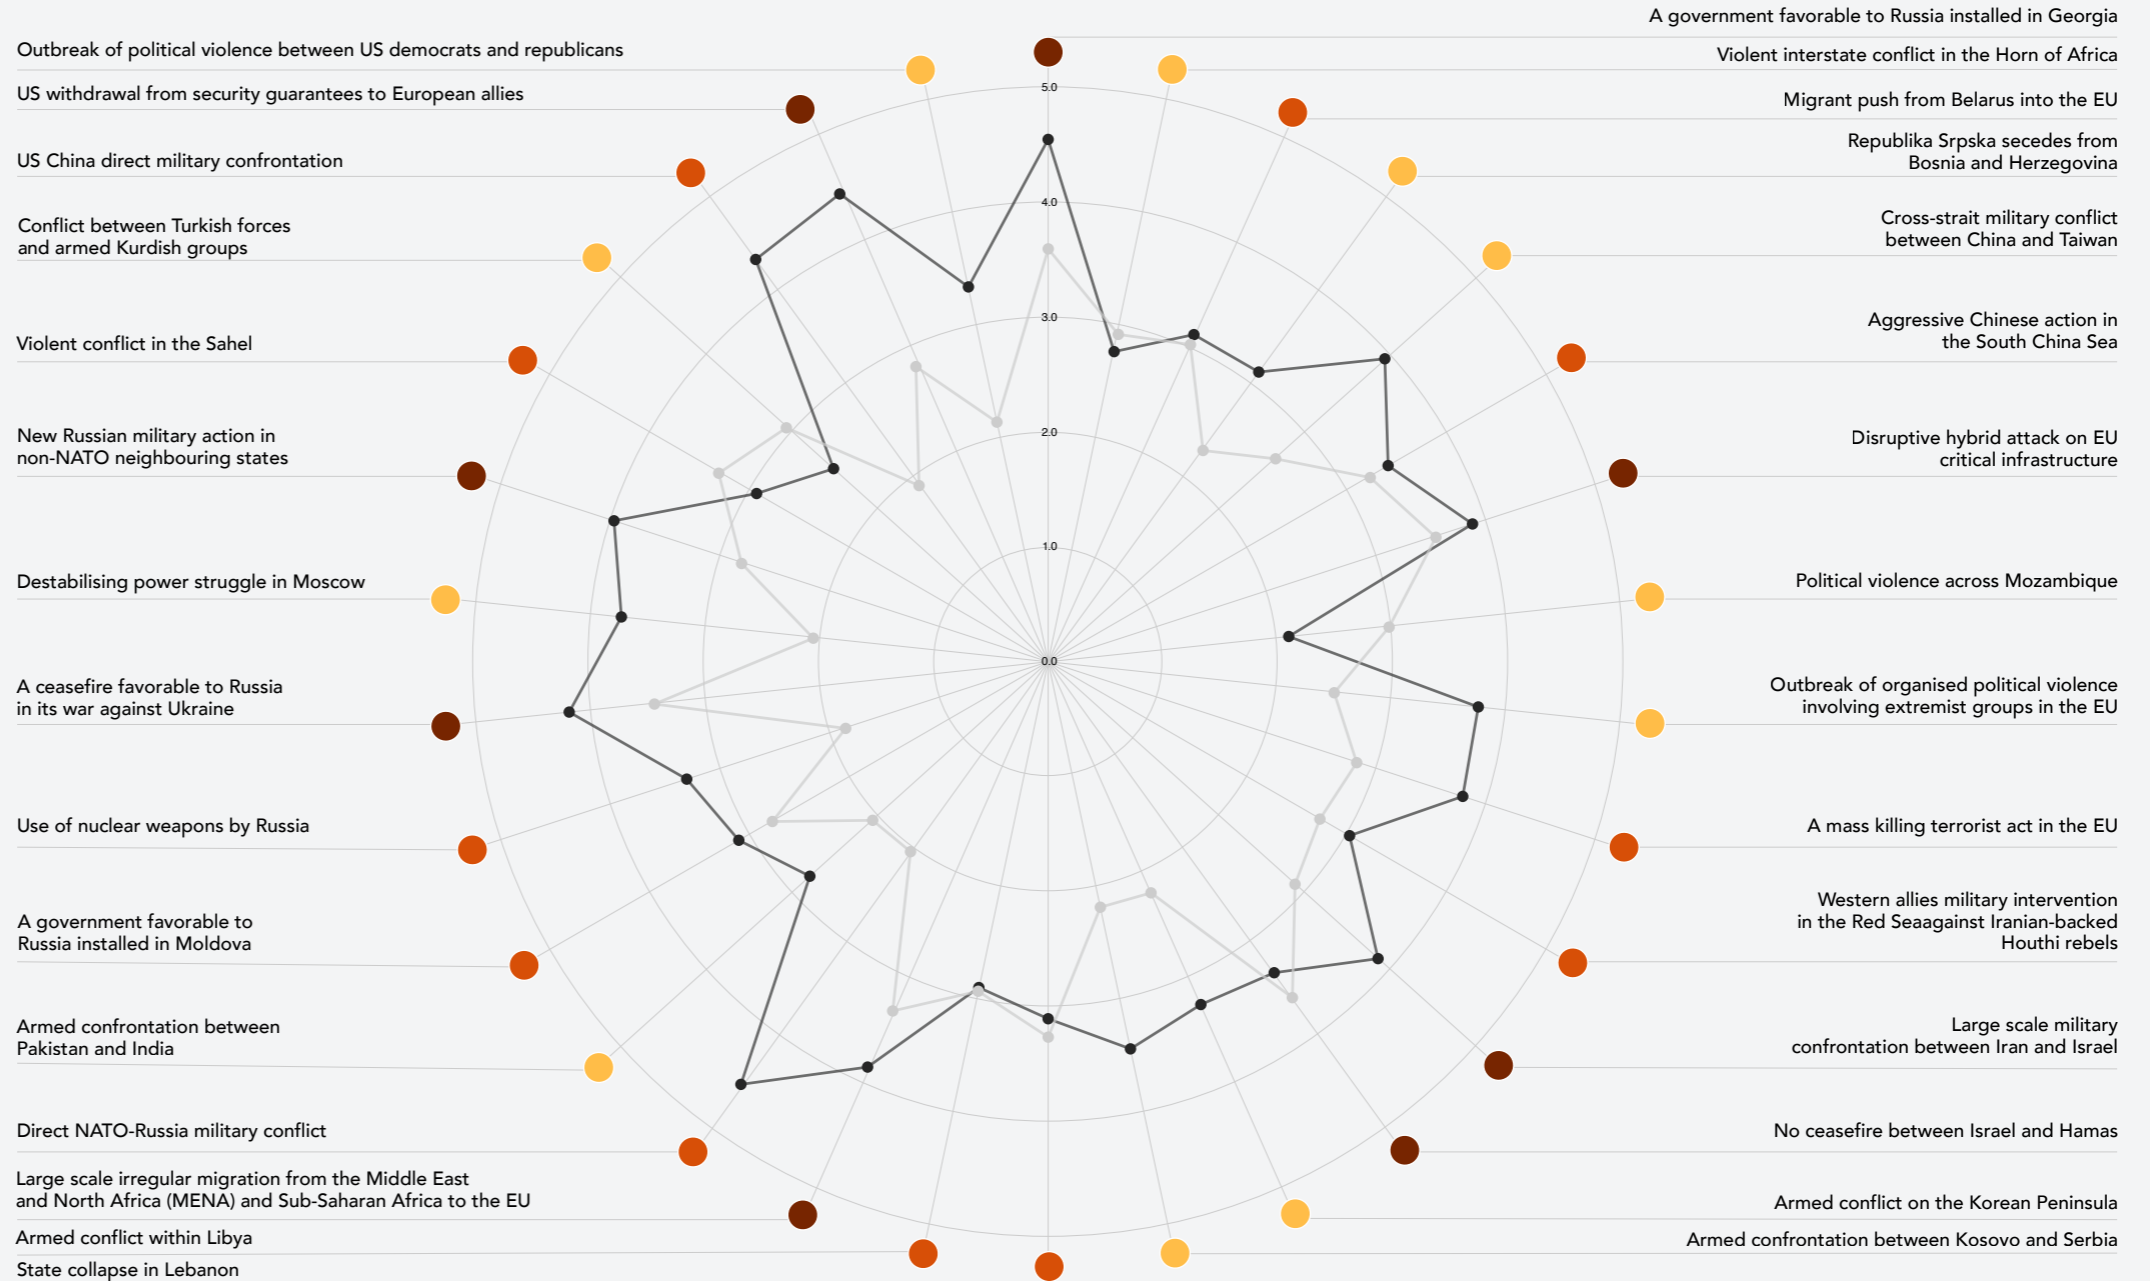 A government favorable to Russia installed in Georgia
Outbreak of political violence between US democrats and republicans
Violent interstate conflict in the Horn of Africa
US withdrawal from security guarantees to European allies
Migrant push from Belarus into the EU
US China direct military confrontation
Republika Srpska secedes from
Bosnia and Herzegovina
Conflict between Turkish forces
and armed Kurdish groups
Cross-strait military conflict
between China and Taiwan
Violent conflict in the Sahel
Aggressive Chinese action in
the South China Sea
New Russian military action in
non-NATO neighbouring states
Disruptive hybrid attack on EU
critical infrastructure
Destabilising power struggle in Moscow
Political violence across Mozambique
A ceasefire favorable to Russia
in its war against Ukraine
Outbreak of organised political violence
involving extremist groups in the EU
Use of nuclear weapons by Russia
A mass killing terrorist act in the EU
A government favorable to
Russia installed in Moldova
Western allies military intervention
in the Red Seaagainst Iranian-backed
Houthi rebels
Armed confrontation between
Pakistan and India
Large scale military
confrontation between Iran and Israel
Direct NATO-Russia military conflict
No ceasefire between Israel and Hamas
Large scale irregular migration from the Middle East
and North Africa (MENA) and Sub-Saharan Africa to the EU
Armed conflict on the Korean Peninsula
Armed conflict within Libya
Armed confrontation between Kosovo and Serbia
State collapse in Lebanon
5.0
4.0
3.0
2.0
1.0
0.0